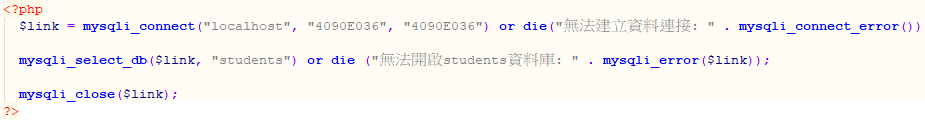 <?php
$link = mysqli_connect("localhost", "4090E036", "4090E036") or die("無法建立資料連接: " . mysqli_connect_error())
mysqli_select_db($link, "students") or die ("無法開啟students資料庫: " . mysqli_error($link));
mysqli_close($link);
?>